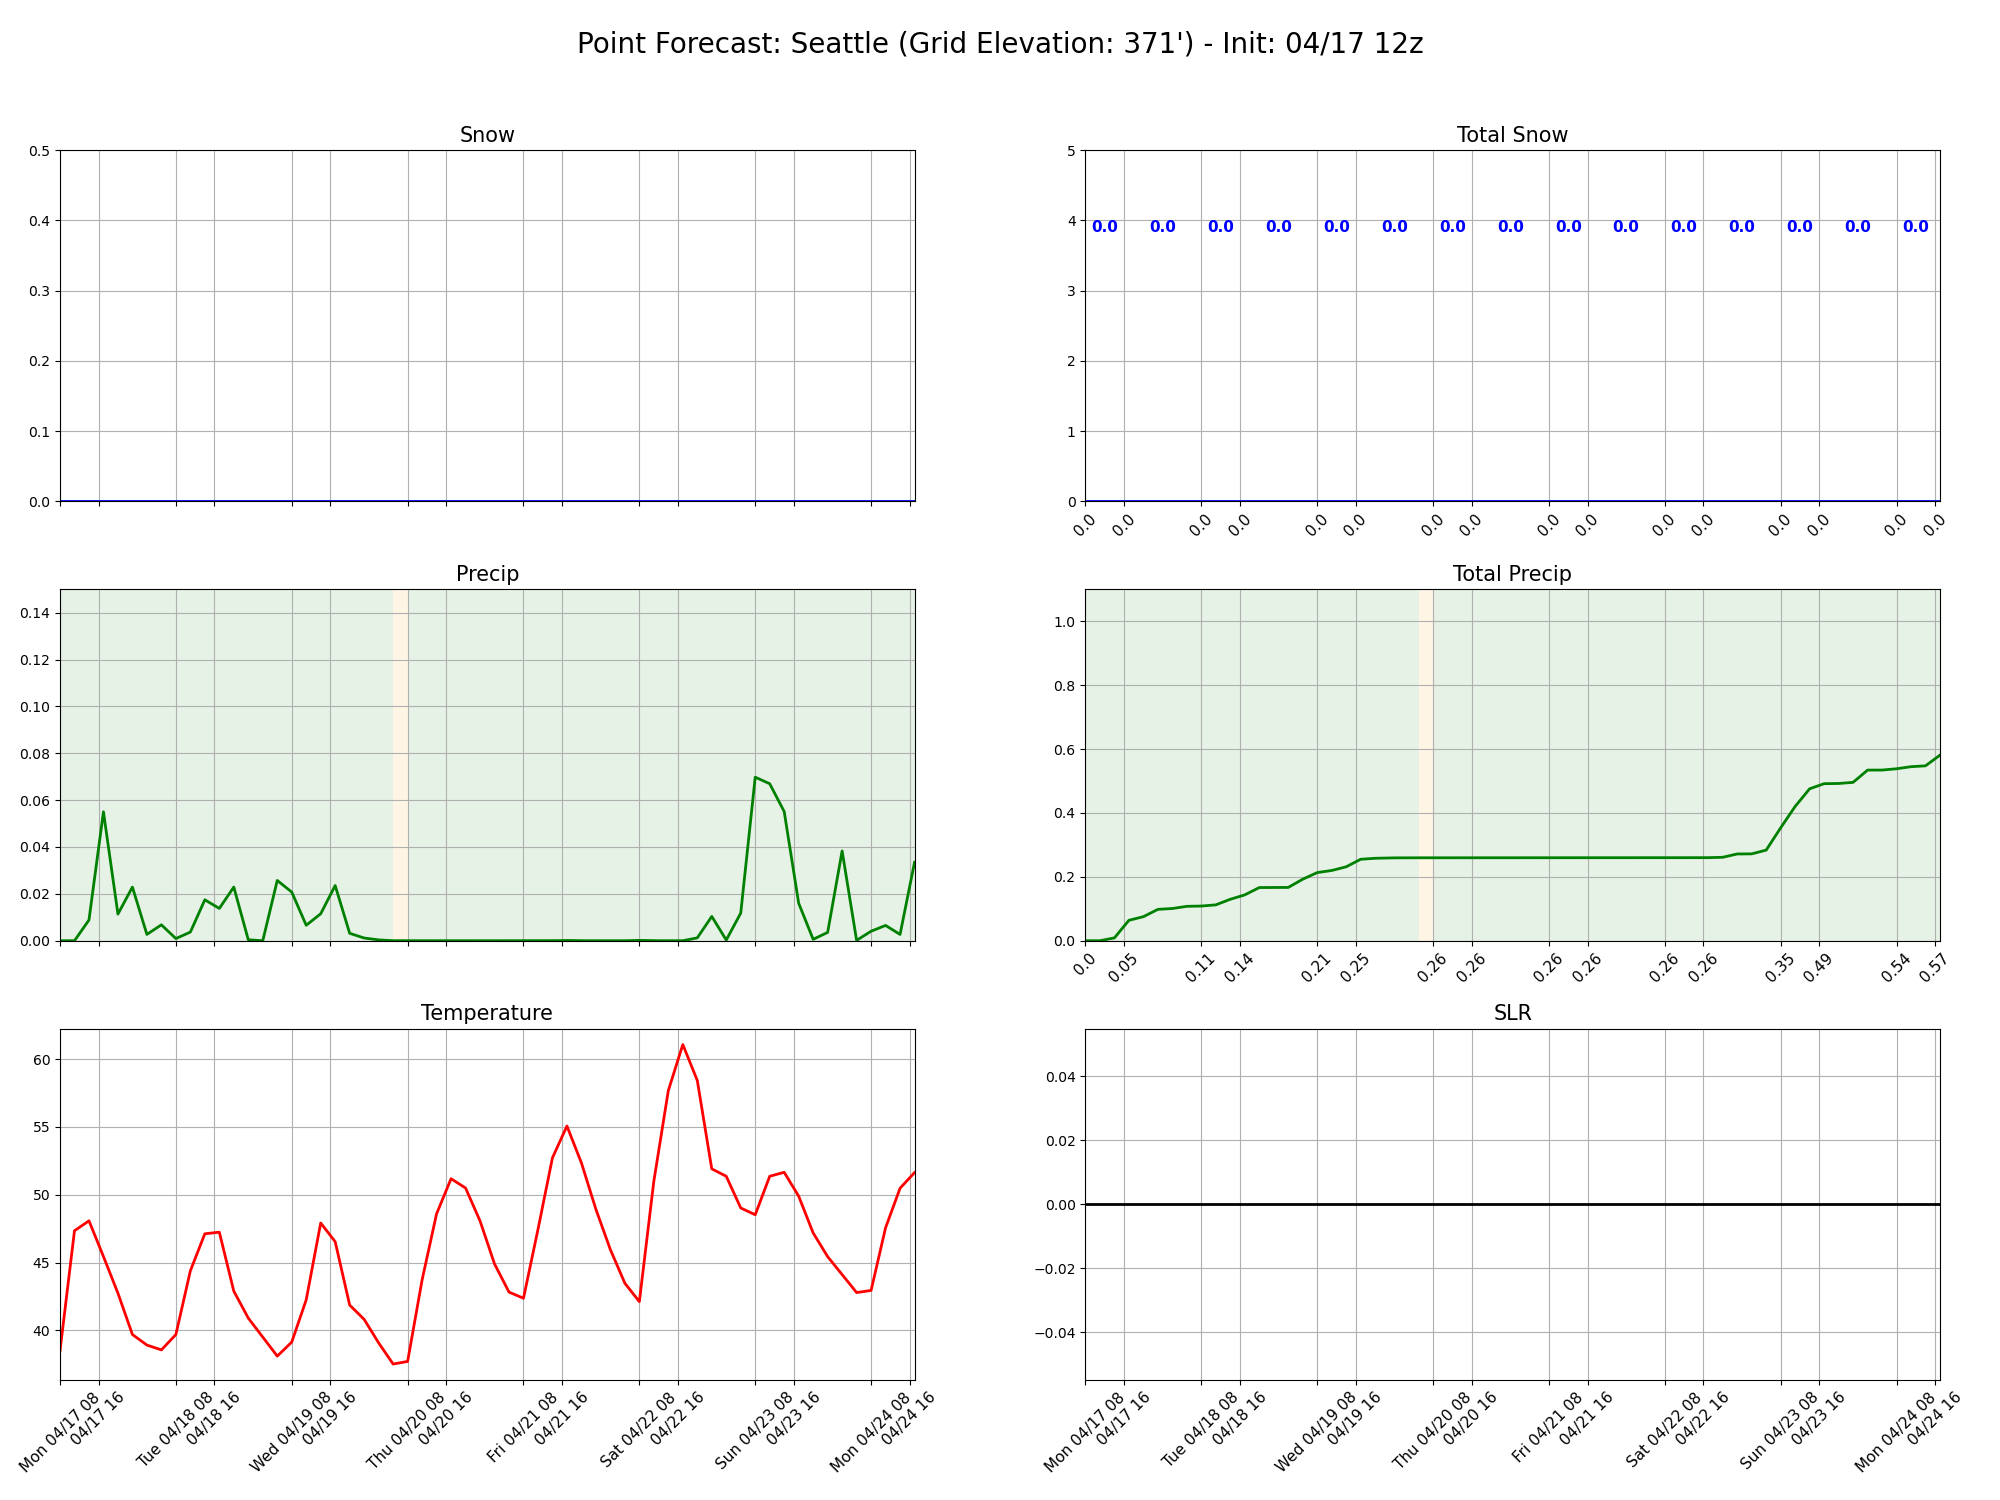 Point Forecast: Seattle (Grid Elevation: 371') - Init: 04/17 12z
Snow
0.5
0.4
0.3
0.2
0.1
0.0
Total Snow
5
4
3
2
1
0
0.0 0.0 0.0 0.0 0.0 0.0 0.0 0.0 0.0 0.0 0.0 0.0 0.0 0.0 0.0
0.0 0.0 0.0 0.0 0.0 0.0 0.0 0.0 0.0 0.0 0.0 0.0 0.0 0.0 0.0 0.0
Precip
0.14
0.12
0.10
0.08
0.06
0.04
0.02
0.00
Total Precip
1.0
0.8
0.6
0.4
0.2
0.0
0.0 0.05 0.11 0.14 0.21 0.25 0.26 0.26 0.26 0.26 0.26 0.26 0.35 0.49 0.54 0.57
Temperature
60
55
50
45
40
Mon 04/17 08
04/17 16
Tue 04/18 08
04/18 16
Wed 04/19 08
04/19 16
Thu 04/20 08
04/20 16
Fri 04/21 08
04/21 16
Sat 04/22 08
04/22 16
Sun 04/23 08
04/23 16
Mon 04/24 08
04/24 16
SLR
0.04
0.02
0.00
−0.02
−0.04
Mon 04/17 08
04/17 16
Tue 04/18 08
04/18 16
Wed 04/19 08
04/19 16
Thu 04/20 08
04/20 16
Fri 04/21 08
04/21 16
Sat 04/22 08
04/22 16
Sun 04/23 08
04/23 16
Mon 04/24 08
04/24 16